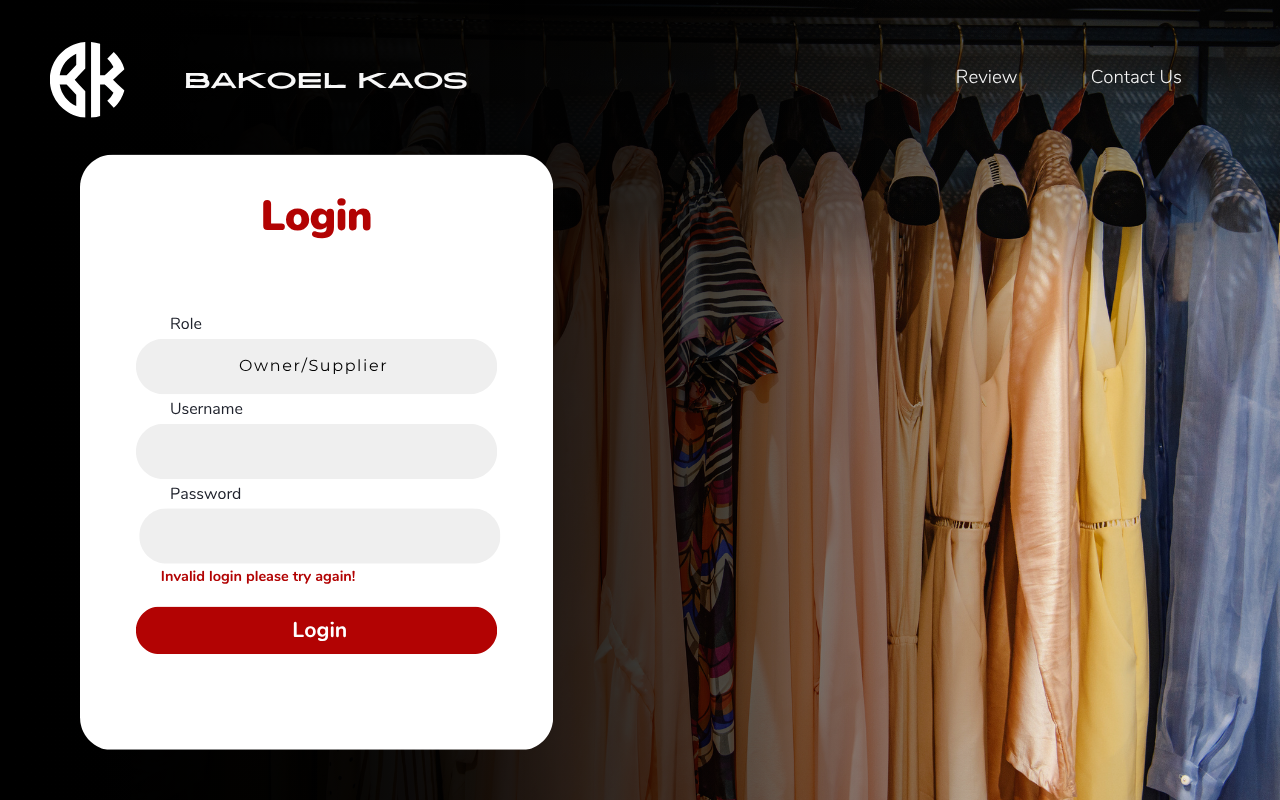 BK
BAKOEL KAOS
Review
Contact Us
Login
Role
Owner/Supplier
Username
Password
Invalid login please try again!
Login